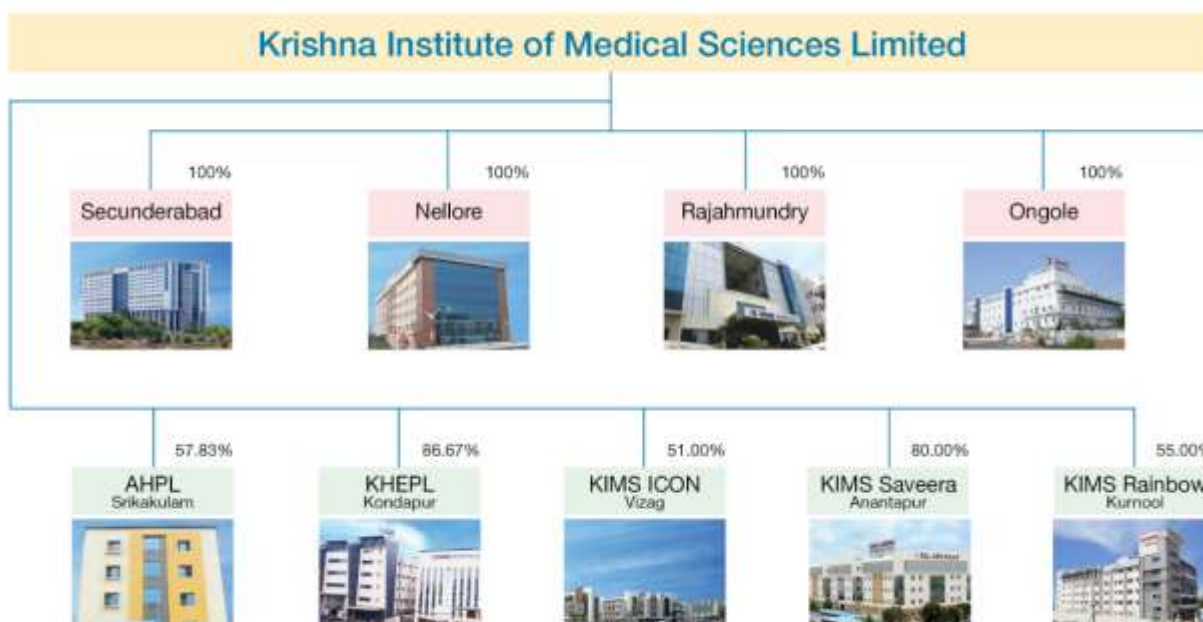 Krishna Institute of Medical Sciences Limited
100%
100%
100%
100%
Secunderabad
Nellore
Rajahmundry
Ongole
57.83%
86.67%
51.00%
80.00%
55.00%
AHPL
Srikakulam
KHEPL
Kondapur
KIMS ICON
Vizag
KIMS Saveera
Anantapur
KIMS Rainbow
Kurnool